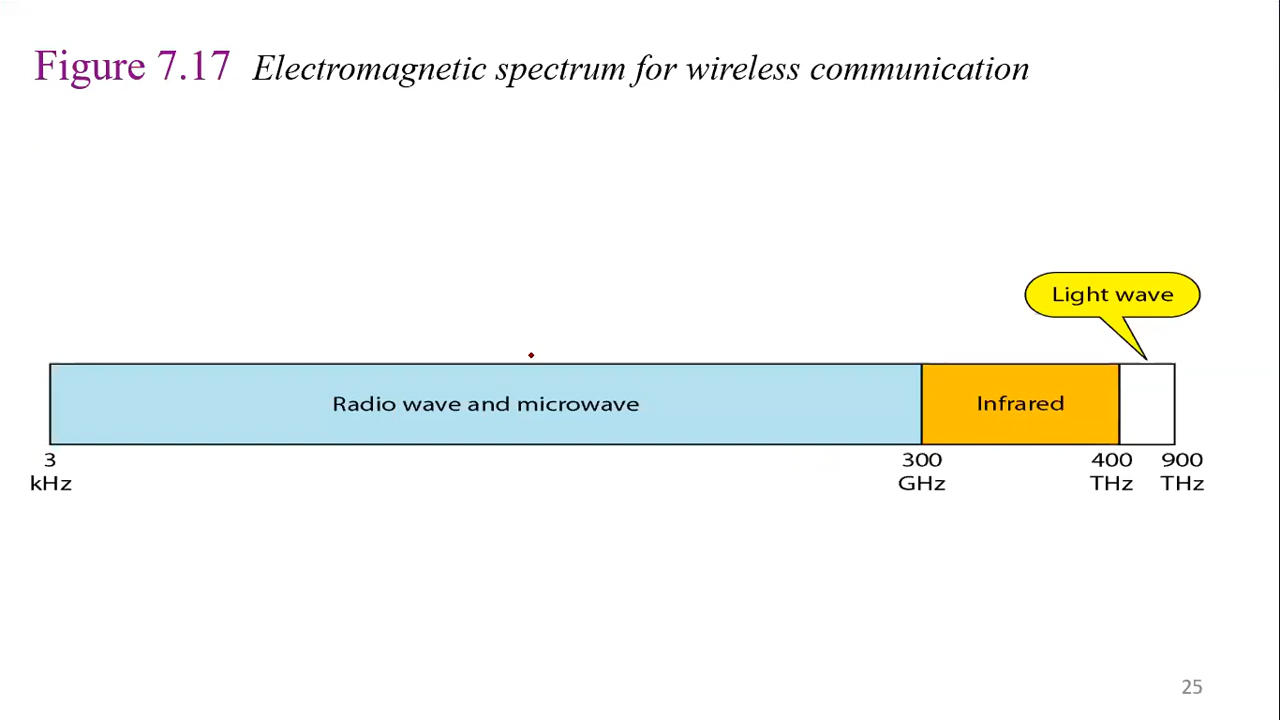 Figure 7.17 Electromagnetic spectrum for wireless communication
Light wave
Radio wave and microwave
Infrared
3 kHz
300 GHz
400 THz
900 THz
25